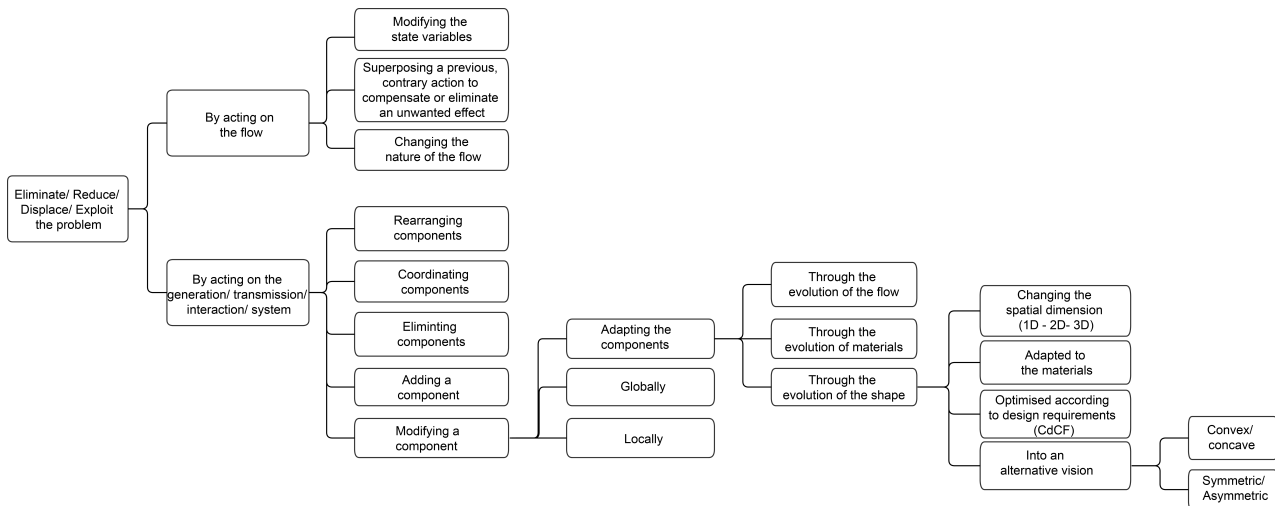 Eliminate/ Reduce/
Displace/ Exploit
the problem
By acting on
the flow
Modifying the
state variables
Superposing a previous,
contrary action to
compensate or eliminate
an unwanted effect
Changing the
nature of the flow
By acting on the
generation/ transmission/
interaction/ system
Rearranging
components
Coordinating
components
Eliminting
components
Adding a
component
Modifying a
component
Adapting the
components
Globally
Locally
Through the
evolution of the flow
Through the
evolution of materials
Through the
evolution of the shape
Changing the
spatial dimension
(1D - 2D- 3D)
Adapted to
the materials
Optimised according
to design requirements
(CdCF)
Into an
alternative vision
Convex/
concave
Symmetric/
Asymmetric